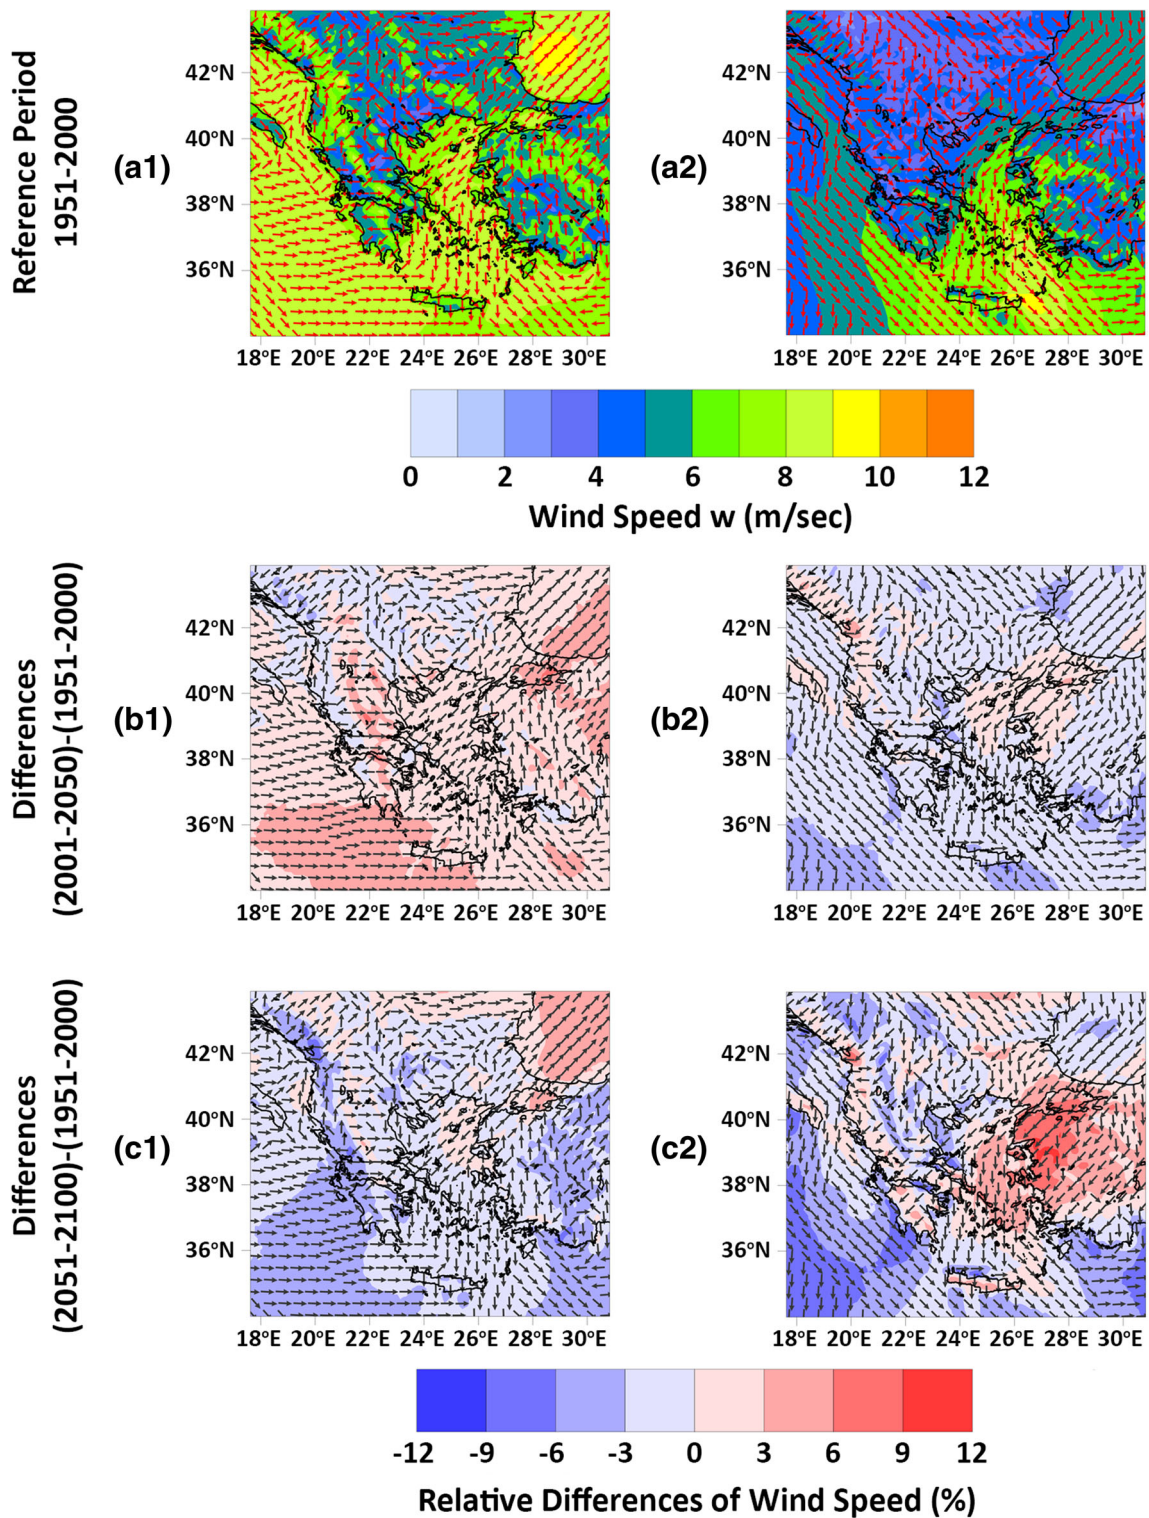 Reference Period
1951-2000
(a1)
42°N
40°N
38°N
36°N
18°E 20°E 22°E 24°E 26°E 28°E 30°E
(a2)
42°N
40°N
38°N
36°N
18°E 20°E 22°E 24°E 26°E 28°E 30°E
0 2 4 6 8 10 12
Wind Speed w (m/sec)
Differences
(2001-2050)-(1951-2000)
(b1)
42°N
40°N
38°N
36°N
18°E 20°E 22°E 24°E 26°E 28°E 30°E
(b2)
42°N
40°N
38°N
36°N
18°E 20°E 22°E 24°E 26°E 28°E 30°E
Differences
(2051-2100)-(1951-2000)
(c1)
42°N
40°N
38°N
36°N
18°E 20°E 22°E 24°E 26°E 28°E 30°E
(c2)
42°N
40°N
38°N
36°N
18°E 20°E 22°E 24°E 26°E 28°E 30°E
-12 -9 -6 -3 0 3 6 9 12
Relative Differences of Wind Speed (%)